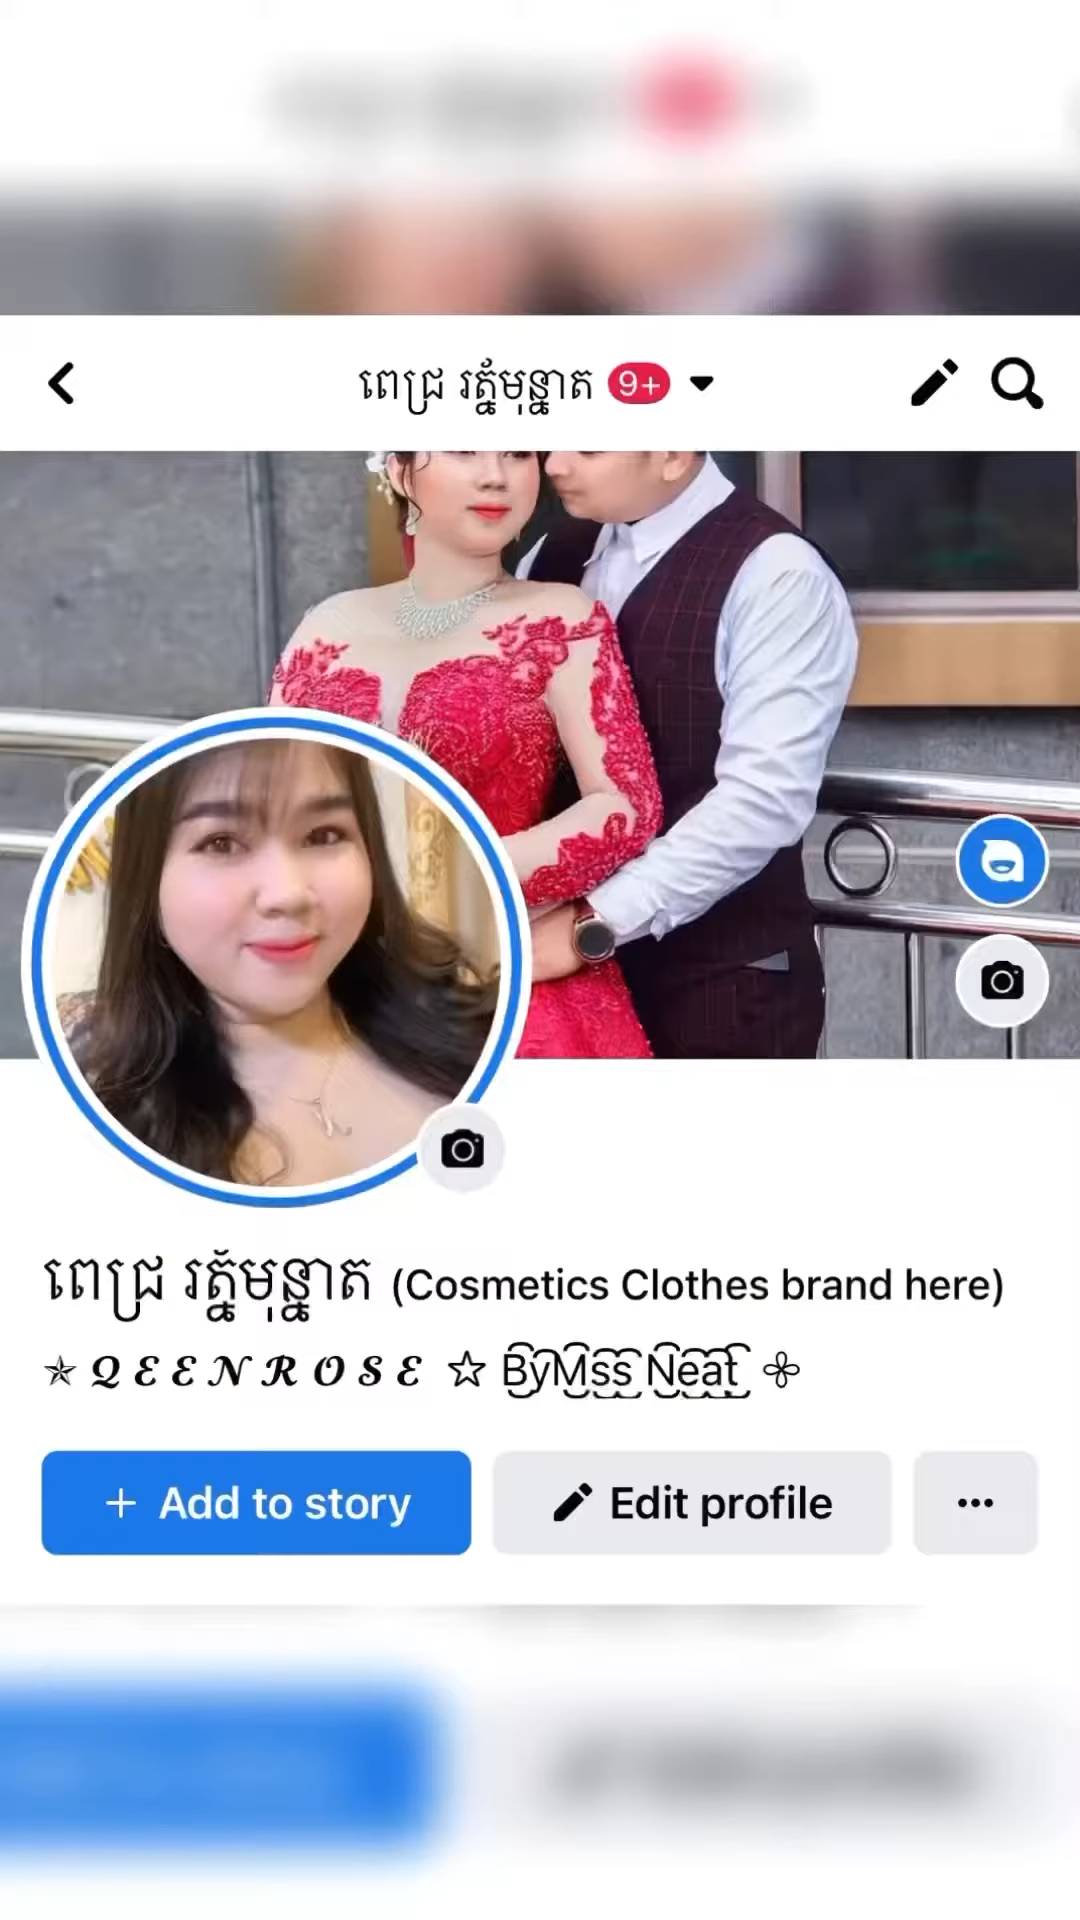 ពេជ្រ រត្ន័មុន្នាត 9+
ពេជ្រ រត្ន័មុន្នាត (Cosmetics Clothes brand here)
✯ 𝓠 𝓔 𝓔 𝓝 𝓡 𝓞 𝓢 𝓔 ☆ ByMss Neat ✣
+ Add to story
Edit profile
...